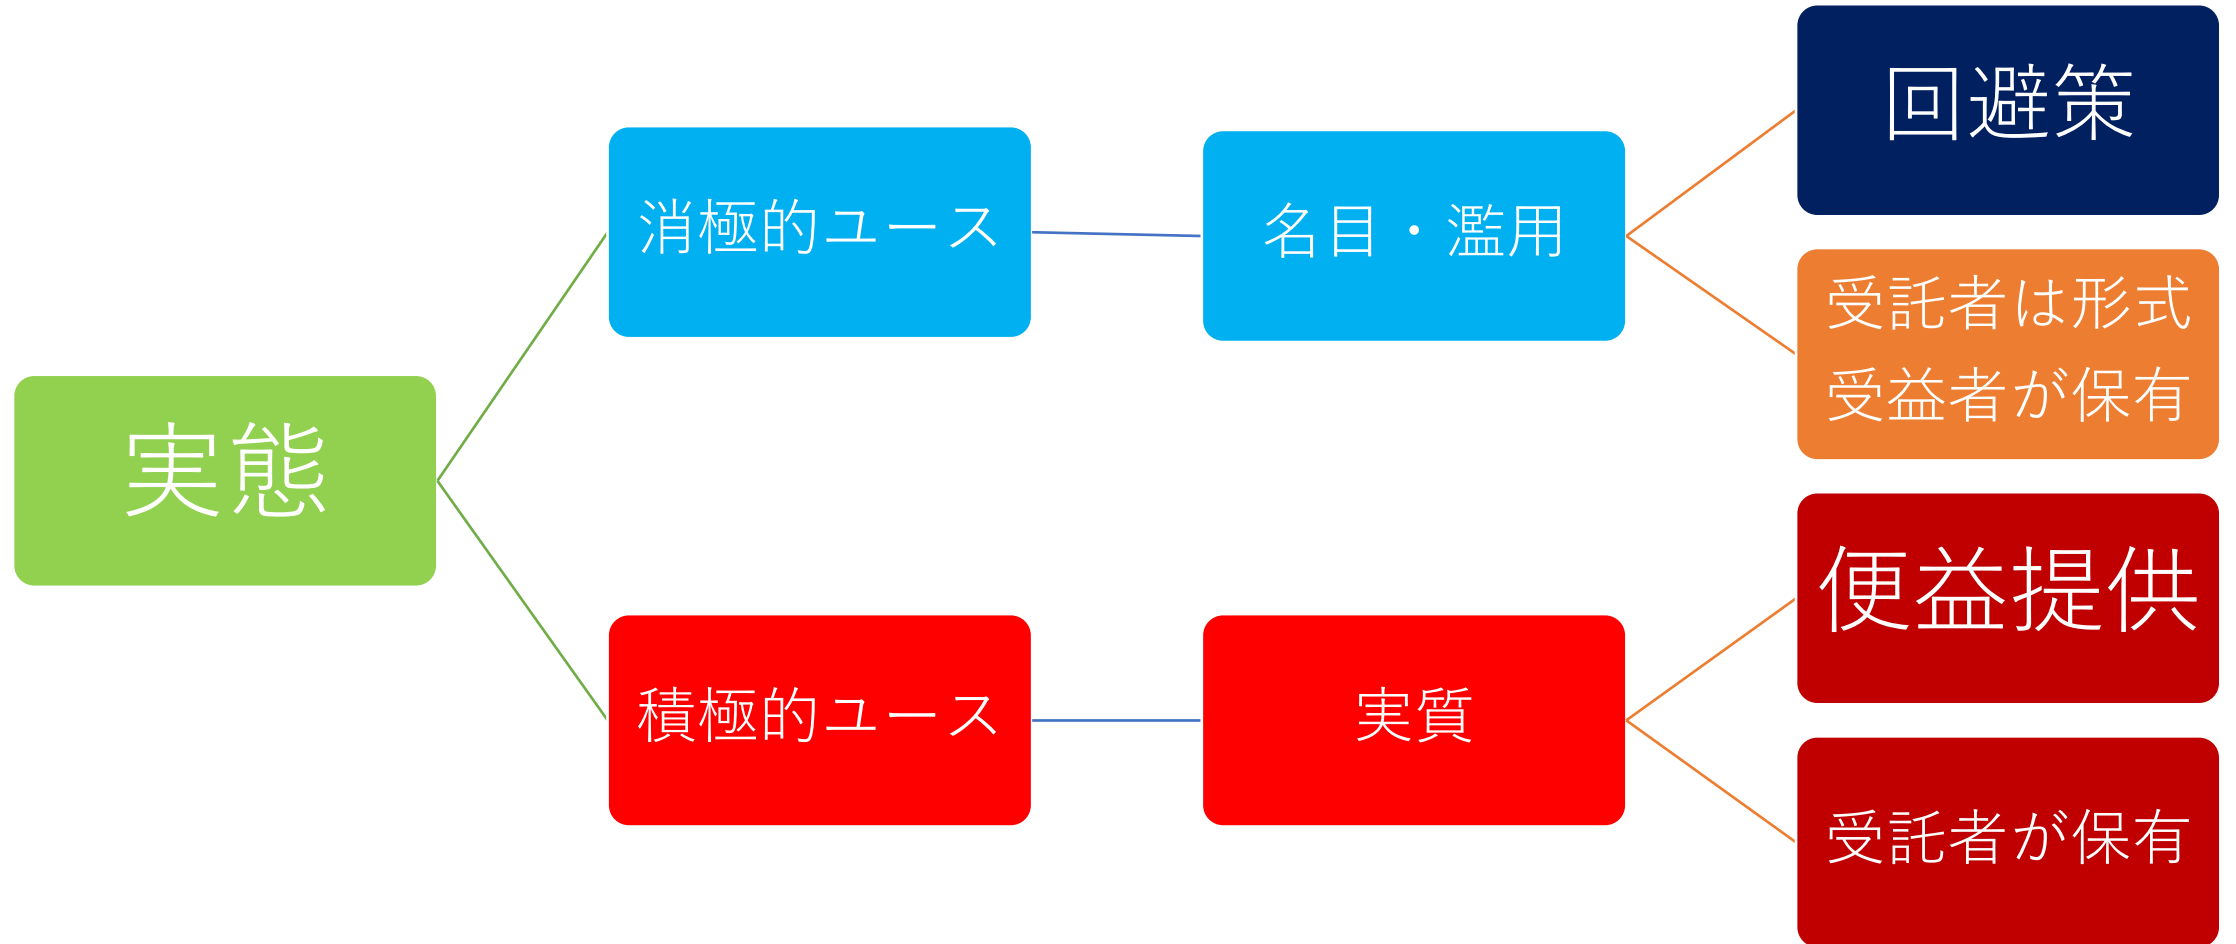 実態
消極的ユース
名目・濫用
回避策
受託者は形式
受益者が保有
積極的ユース
実質
便益提供
受託者が保有